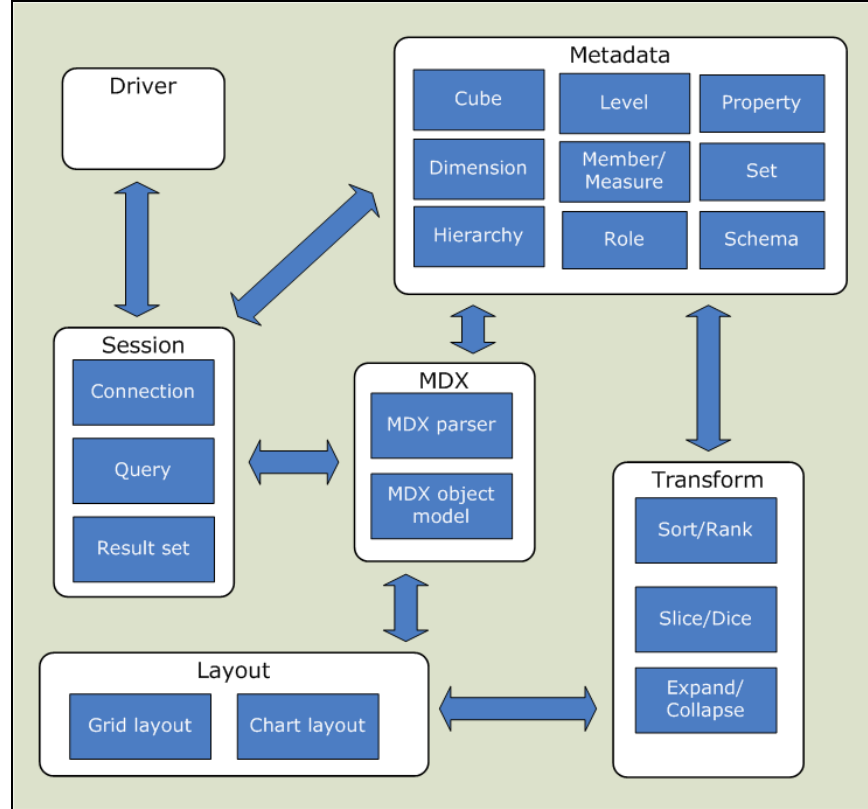 Driver
Metadata
Cube
Level
Property
Dimension
Member/
Measure
Set
Hierarchy
Role
Schema
Session
Connection
Query
Result set
MDX
MDX parser
MDX object
model
Transform
Sort/Rank
Slice/Dice
Expand/
Collapse
Layout
Grid layout
Chart layout